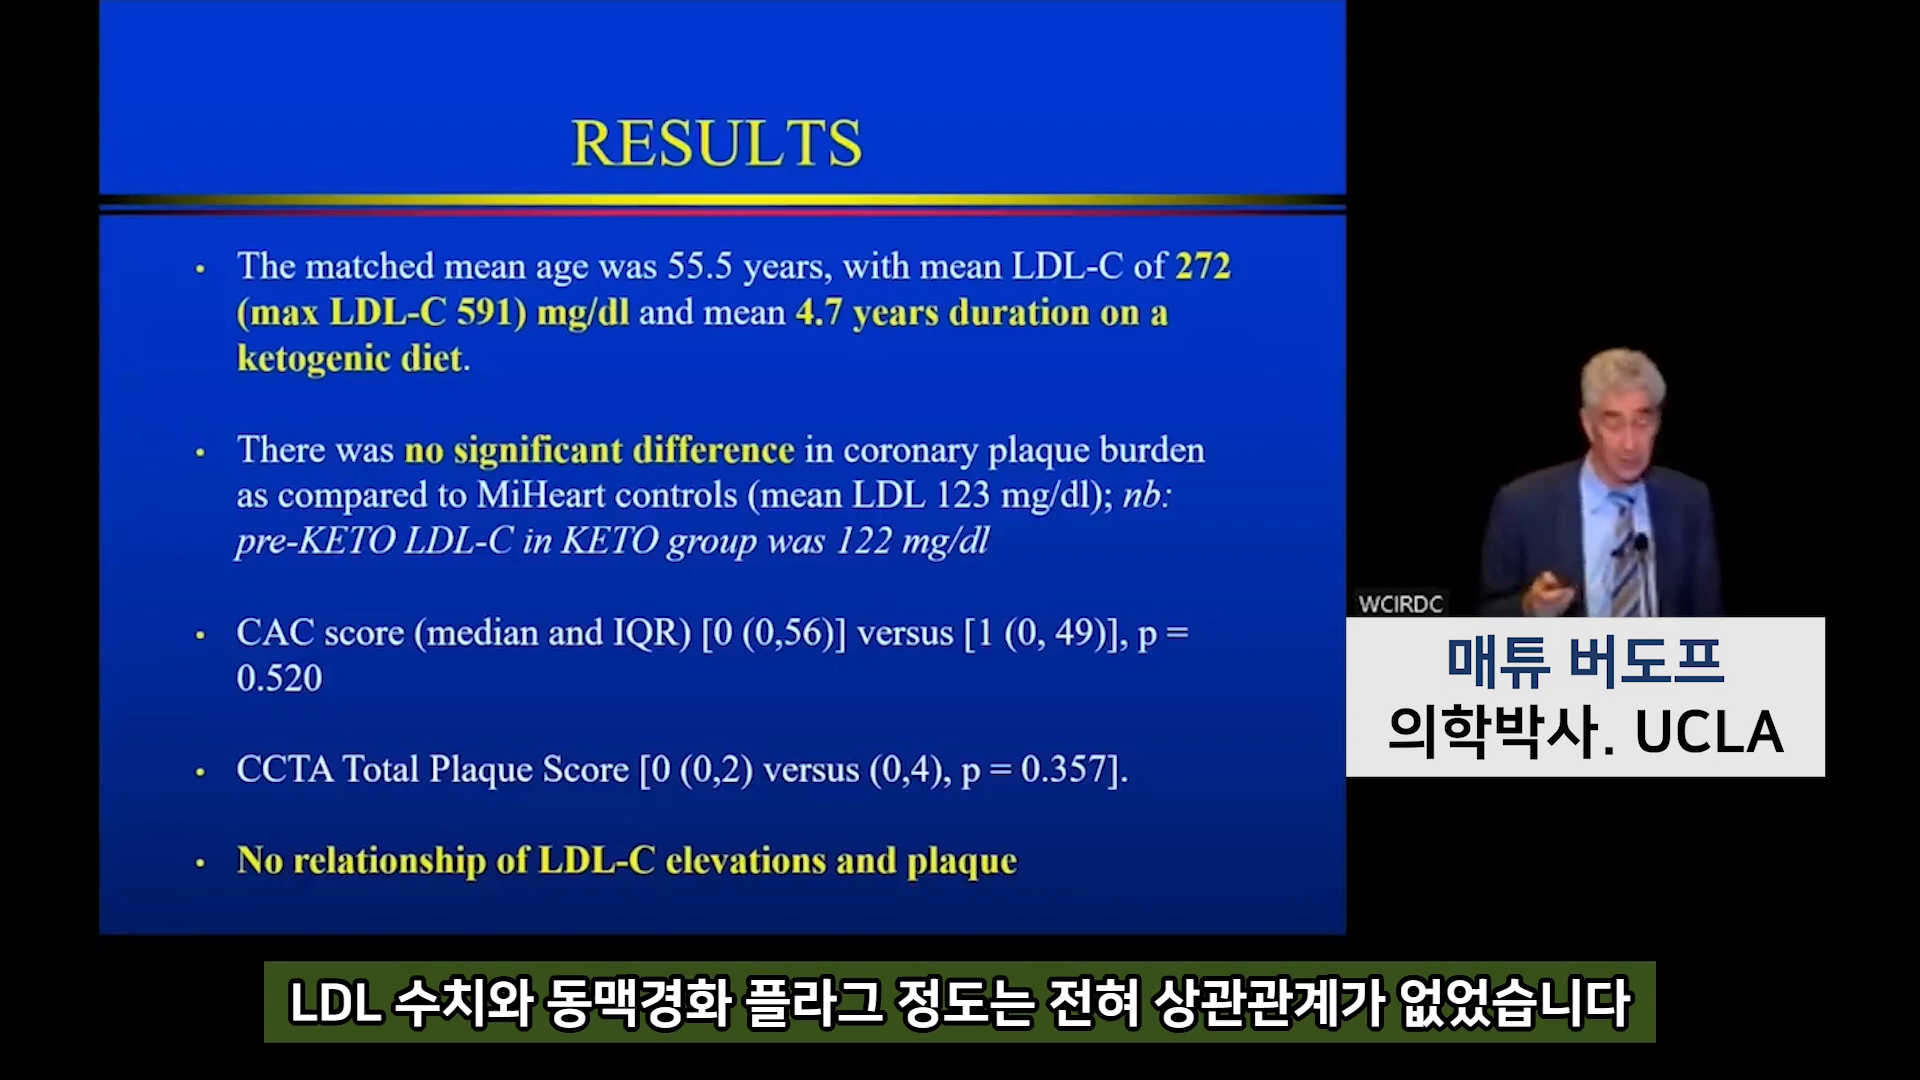 RESULTS
• The matched mean age was 55.5 years, with mean LDL-C of 272
(max LDL-C 591) mg/dl and mean 4.7 years duration on a
ketogenic diet.
• There was no significant difference in coronary plaque burden
as compared to MiHeart controls (mean LDL 123 mg/dl); nb:
pre-KETO LDL-C in KETO group was 122 mg/dl
• CAC score (median and IQR) [0 (0,56)] versus [1 (0, 49)], p =
0.520
• CCTA Total Plaque Score [0 (0,2) versus (0,4), p = 0.357].
• No relationship of LDL-C elevations and plaque
WCIRDC
매튜 버도프
의학박사. UCLA
LDL 수치와 동맥경화 플라그 정도는 전혀 상관관계가 없었습니다